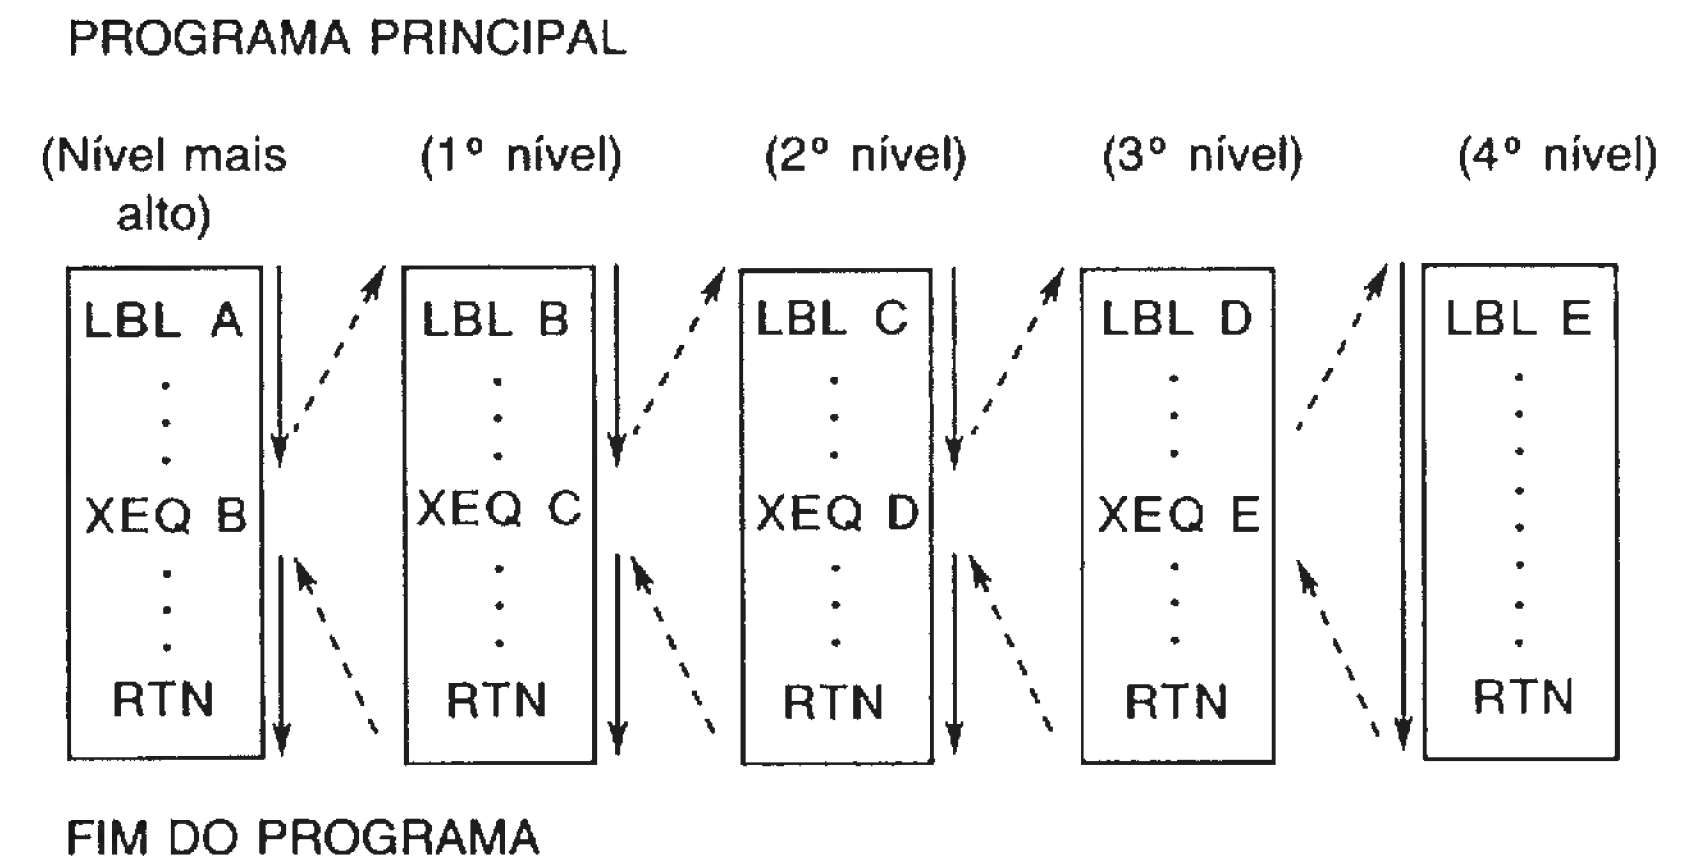 PROGRAMA PRINCIPAL
(Nível mais alto)
(1º nível)
(2º nível)
(3º nível)
(4º nível)
LBL A
XEQ B
RTN
LBL B
XEQ C
RTN
LBL C
XEQ D
RTN
LBL D
XEQ E
RTN
LBL E
RTN
FIM DO PROGRAMA